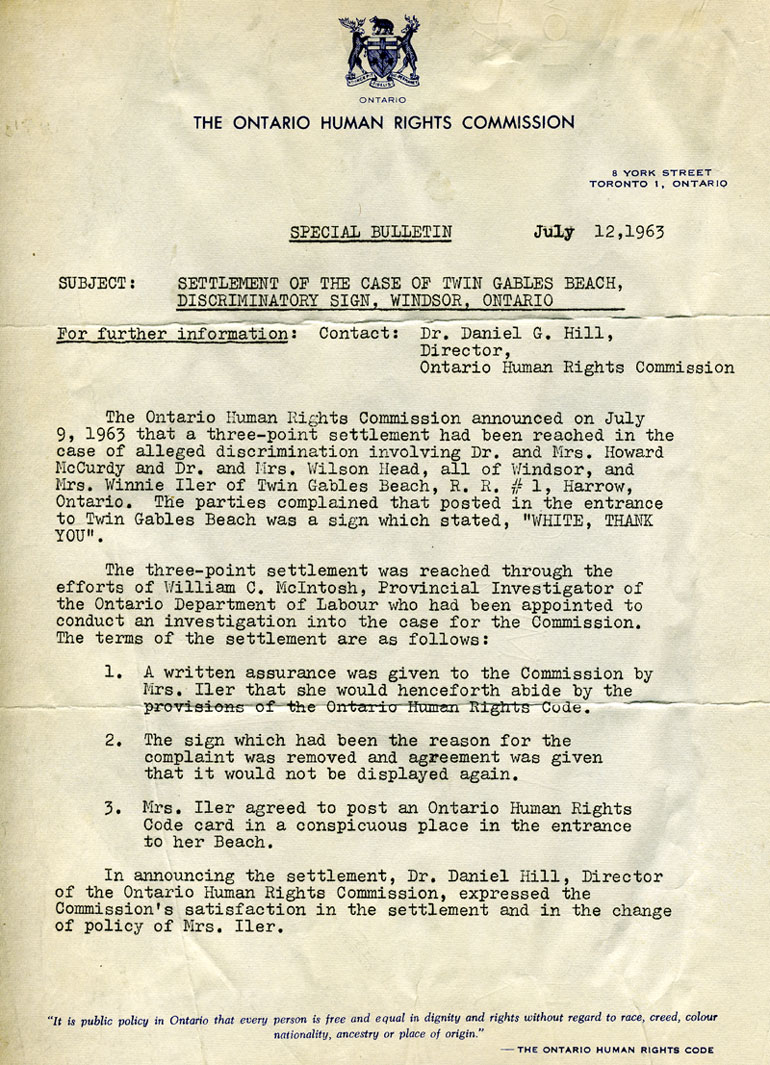 ONTARIO
THE ONTARIO HUMAN RIGHTS COMMISSION
8 YORK STREET
TORONTO 1, ONTARIO
SPECIAL BULLETIN July 12,1963
SUBJECT: SETTLEMENT OF THE CASE OF TWIN GABLES BEACH,
DISCRIMINATORY SIGN, WINDSOR, ONTARIO
For further information: Contact: Dr. Daniel G. Hill,
Director,
Ontario Human Rights Commission
The Ontario Human Rights Commission announced on July
9, 1963 that a three-point settlement had been reached in the
case of alleged discrimination involving Dr. and Mrs. Howard
McCurdy and Dr. and Mrs. Wilson Head, all of Windsor, and
Mrs. Winnie Iler of Twin Gables Beach, R. R. # 1, Harrow,
Ontario. The parties complained that posted in the entrance
to Twin Gables Beach was a sign which stated, "WHITE, THANK
YOU".
The three-point settlement was reached through the
efforts of William C. McIntosh, Provincial Investigator of
the Ontario Department of Labour who had been appointed to
conduct an investigation into the case for the Commission.
The terms of the settlement are as follows:
1. A written assurance was given to the Commission by
Mrs. Iler that she would henceforth abide by the
provisions of the Ontario Human Rights Code.
2. The sign which had been the reason for the
complaint was removed and agreement was given
that it would not be displayed again.
3. Mrs. Iler agreed to post an Ontario Human Rights
Code card in a conspicuous place in the entrance
to her Beach.
In announcing the settlement, Dr. Daniel Hill, Director
of the Ontario Human Rights Commission, expressed the
Commission's satisfaction in the settlement and in the change
of policy of Mrs. Iler.
"It is public policy in Ontario that every person is free and equal in dignity and rights without regard to race, creed, colour
nationality, ancestry or place of origin."
—THE ONTARIO HUMAN RIGHTS CODE